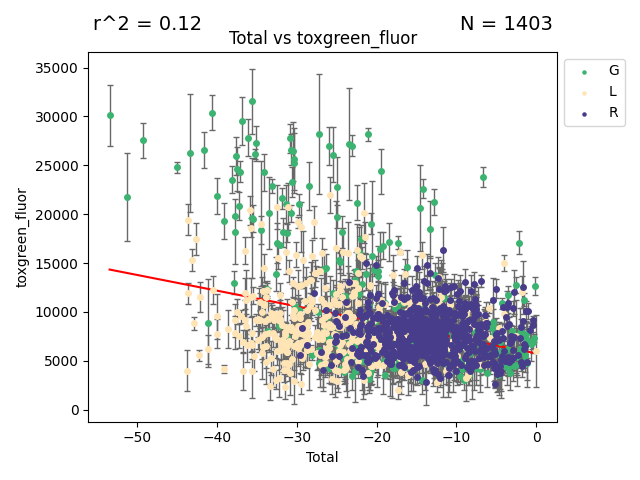 r^2 = 0.12
N = 1403
Total vs toxgreen_fluor
35000
30000
25000
20000
15000
10000
5000
0
toxgreen_fluor
−50
−40
−30
−20
−10
0
Total
G
L
R